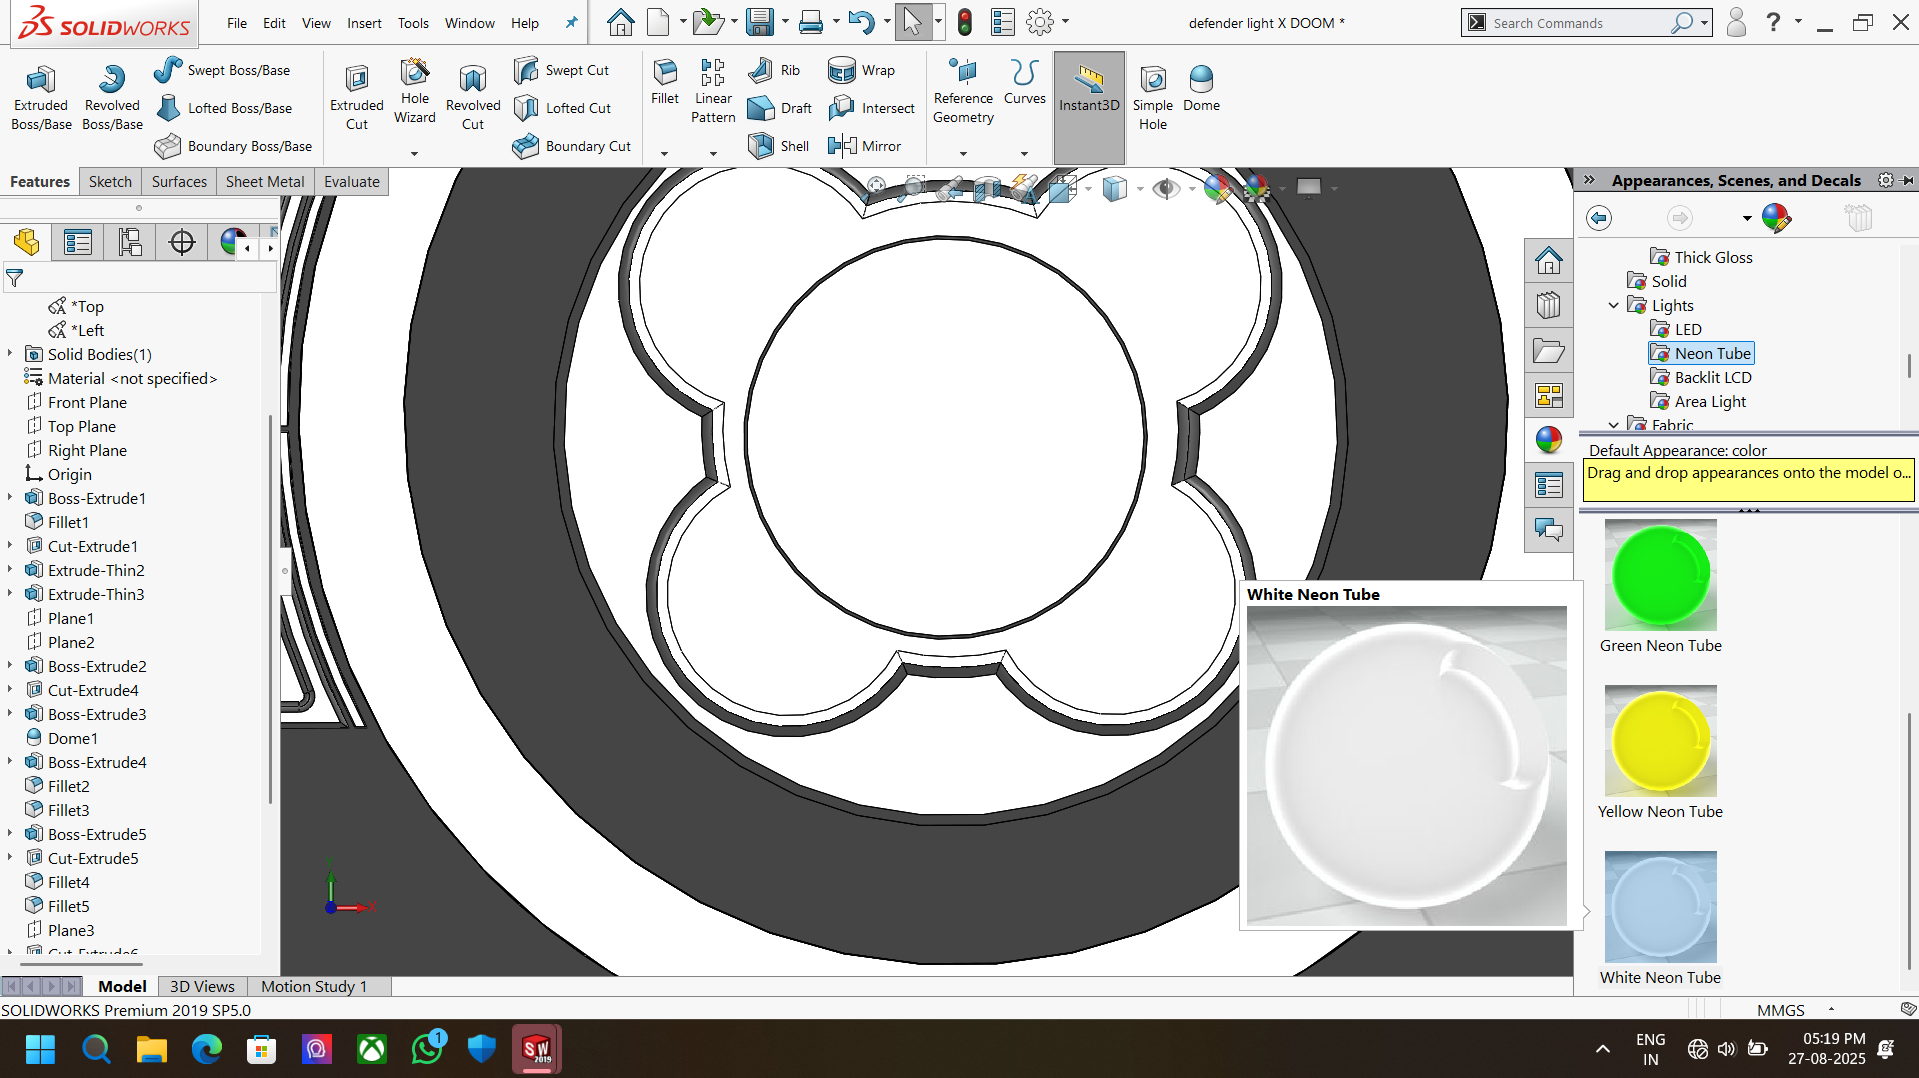 SOLIDWORKS
File Edit View Insert Tools Window Help
defender light X DOOM *
Search Commands
Extruded Boss/Base
Revolved Boss/Base
Swept Boss/Base
Lofted Boss/Base
Boundary Boss/Base
Extruded Cut
Hole Wizard
Revolved Cut
Swept Cut
Lofted Cut
Boundary Cut
Fillet
Linear Pattern
Rib
Draft
Shell
Wrap
Intersect
Mirror
Reference Geometry
Curves
Instant3D
Simple Hole
Dome
Features Sketch Surfaces Sheet Metal Evaluate
*Top
*Left
Solid Bodies(1)
Material <not specified>
Front Plane
Top Plane
Right Plane
Origin
Boss-Extrude1
Fillet1
Cut-Extrude1
Extrude-Thin2
Extrude-Thin3
Plane1
Plane2
Boss-Extrude2
Cut-Extrude4
Boss-Extrude3
Dome1
Boss-Extrude4
Fillet2
Fillet3
Boss-Extrude5
Cut-Extrude5
Fillet4
Fillet5
Plane3
Cut-Extrude6
Appearances, Scenes, and Decals
Thick Gloss
Solid
Lights
LED
Neon Tube
Backlit LCD
Area Light
Fabric
Default Appearance: color
Drag and drop appearances onto the model o...
Green Neon Tube
Yellow Neon Tube
White Neon Tube
White Neon Tube
Model 3D Views Motion Study 1
SOLIDWORKS Premium 2019 SP5.0
MMGS
1
SW
2019
ENG
IN
05:19 PM
27-08-2025